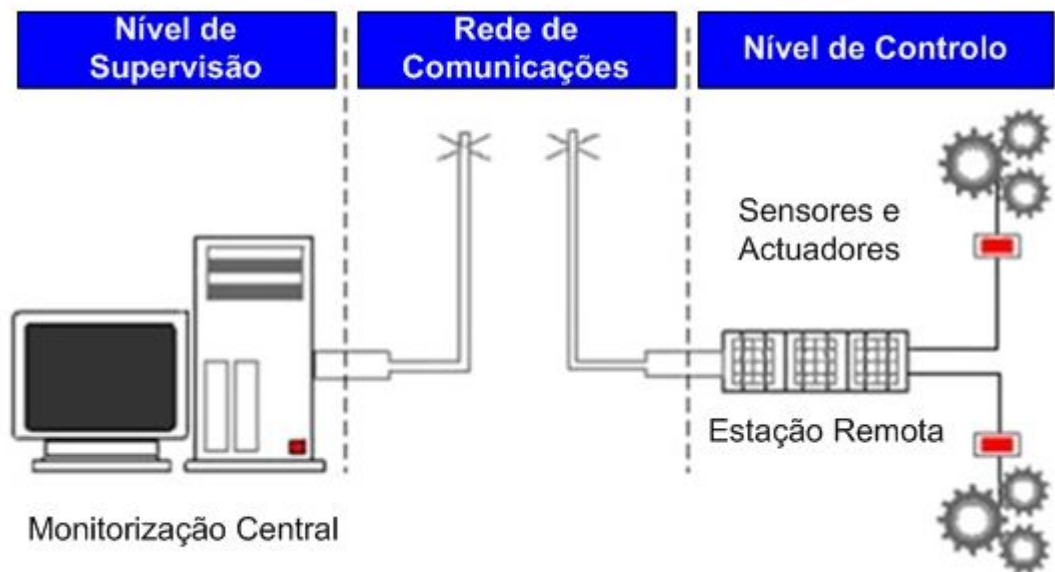 Nível de
Supervisão
Rede de
Comunicações
Nível de Controlo
Sensores e
Actuadores
Estação Remota
Monitorização Central